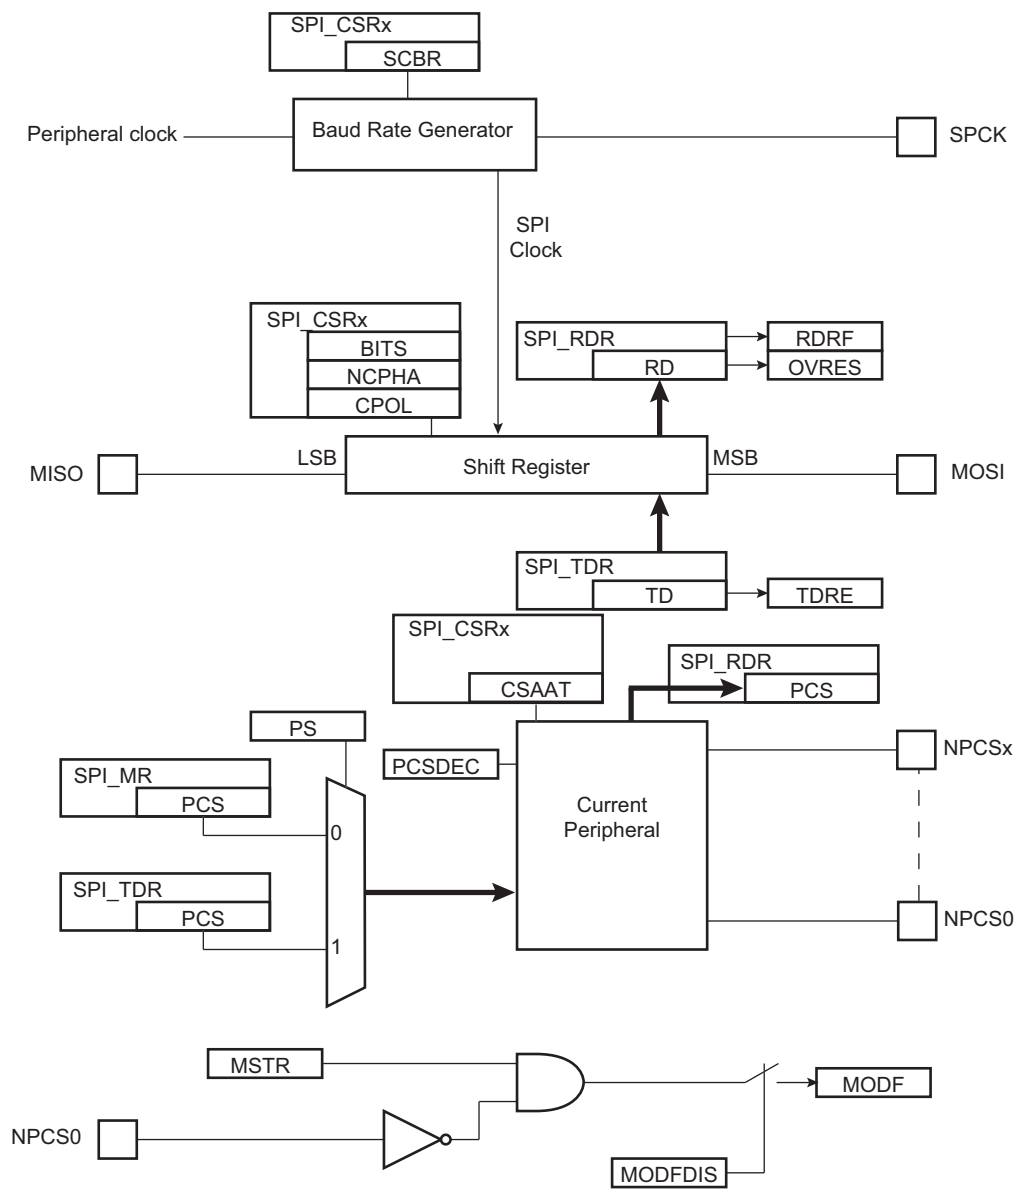 SPI_CSRx
SCBR
Peripheral clock
Baud Rate Generator
SPCK
SPI
Clock
SPI_CSRx
BITS
NCPHA
CPOL
SPI_RDR
RD
RDRF
OVRES
MISO
LSB
Shift Register
MSB
MOSI
SPI_TDR
TD
TDRE
SPI_CSRx
CSAAT
SPI_RDR
PCS
PS
PCSDEC
NPCSx
SPI_MR
PCS
0
Current
Peripheral
SPI_TDR
PCS
1
NPCS0
MSTR
MODF
NPCS0
MODFDIS